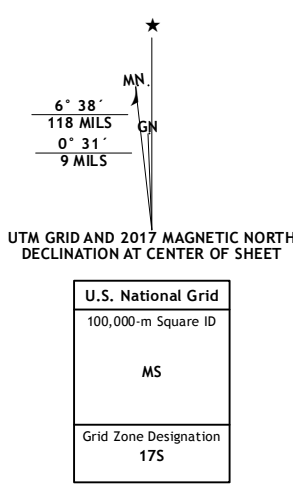 MN
6° 38´
118 MILS
GN
0° 31´
9 MILS
UTM GRID AND 2017 MAGNETIC NORTH
DECLINATION AT CENTER OF SHEET
U.S. National Grid
100,000-m Square ID
MS
Grid Zone Designation
17S